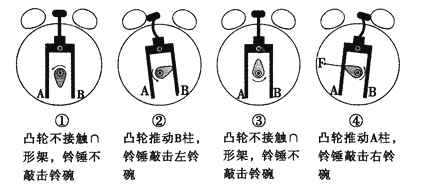 A B
A B
A B
F A B
① ② ③ ④
凸轮不接触∩
形架，铃锤不
敲击铃碗
凸轮推动B柱，
铃锤敲击左铃
碗
凸轮不接触∩
形架，铃锤不
敲击铃碗
凸轮推动A柱，
铃锤敲击右铃
碗